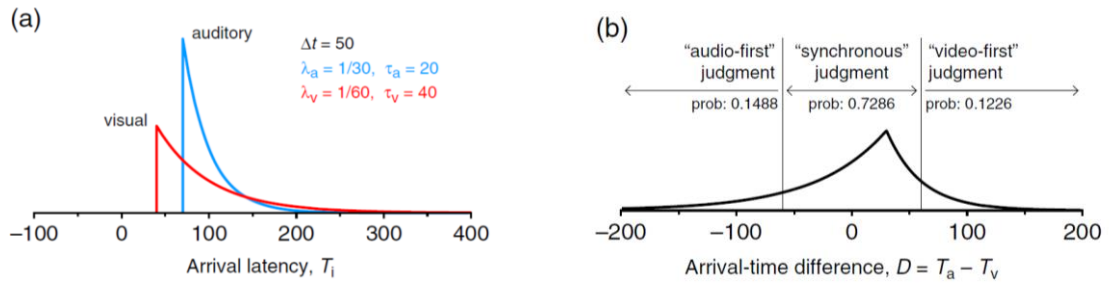 (a)
auditory
visual
Δt = 50
λa = 1/30, τa = 20
λv = 1/60, τv = 40
−100 0 100 200 300 400
Arrival latency, Ti
(b)
“audio-first” “synchronous” “video-first”
judgment judgment judgment
prob: 0.1488 prob: 0.7286 prob: 0.1226
−200 −100 0 100 200
Arrival-time difference, D = Ta − Tv